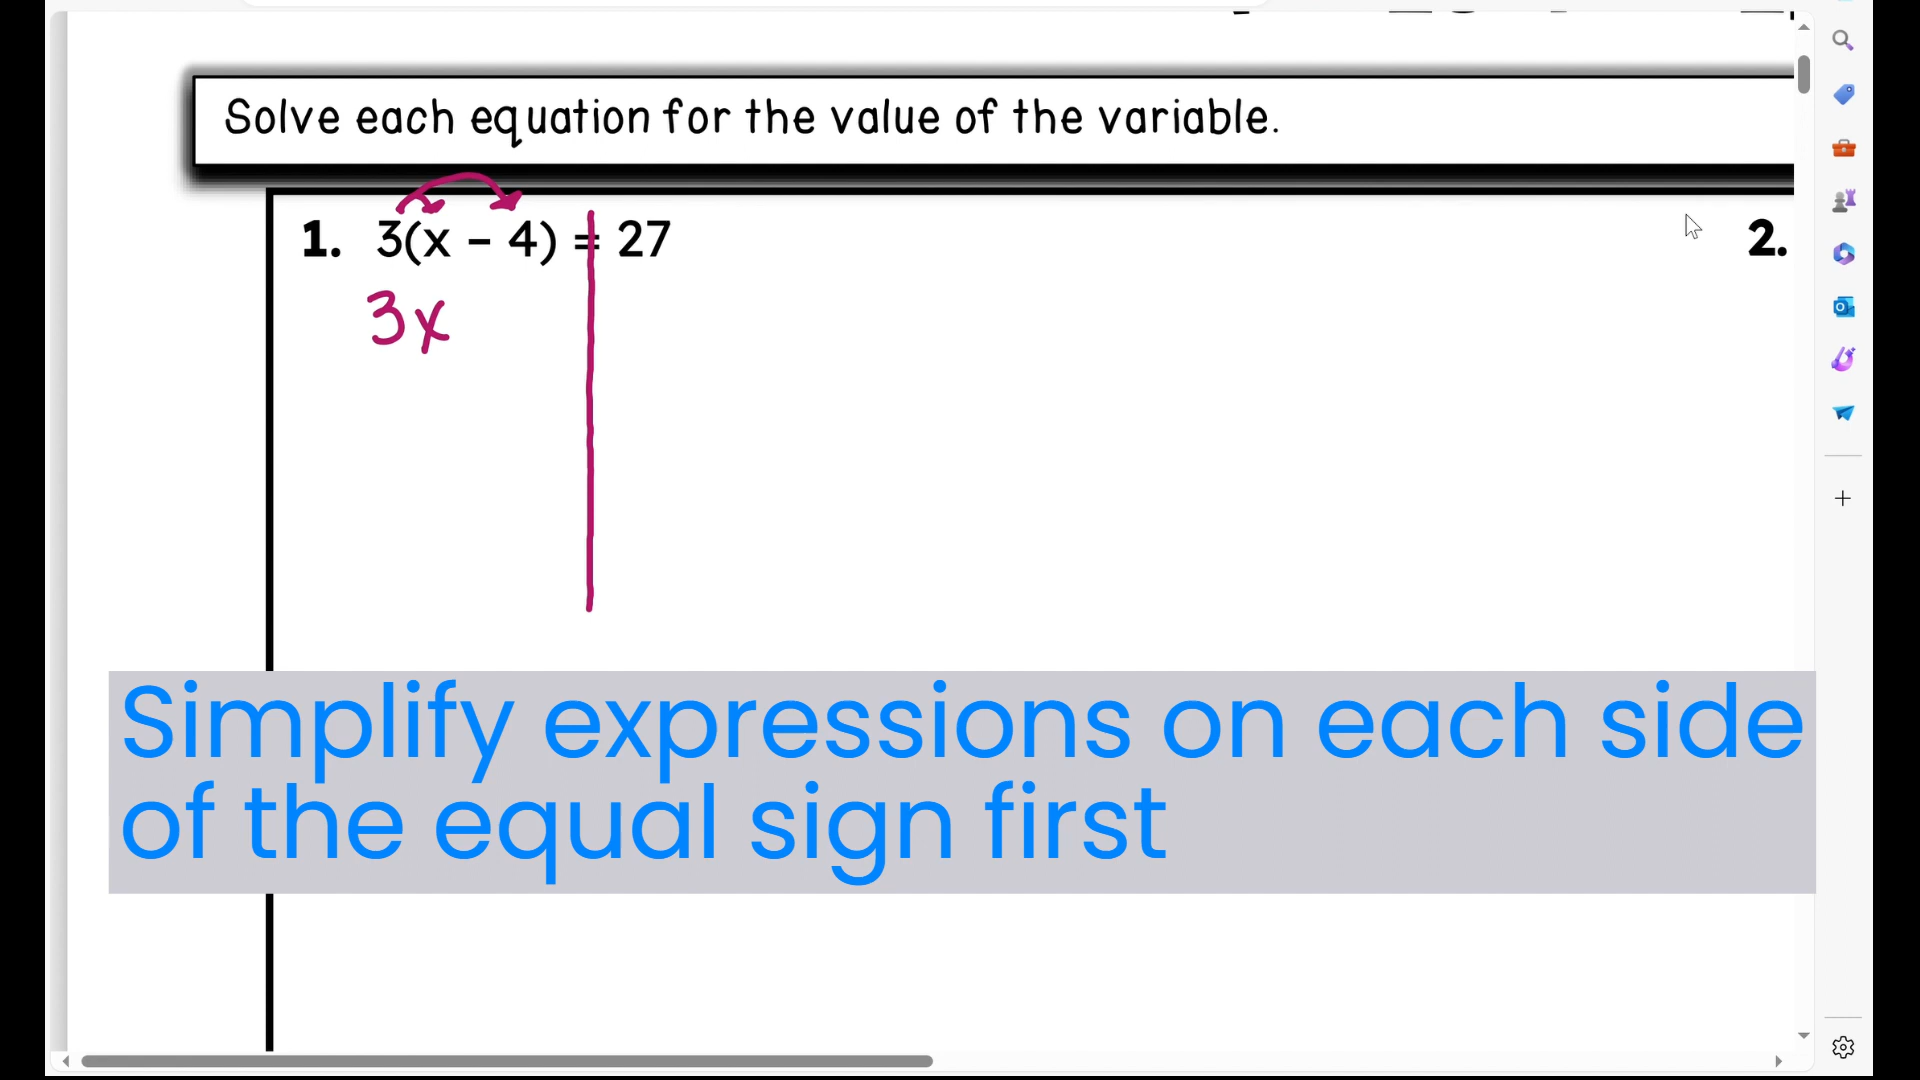 Solve each equation for the value of the variable.
1. 3(x – 4) = 27
2.
3x
Simplify expressions on each side
of the equal sign first